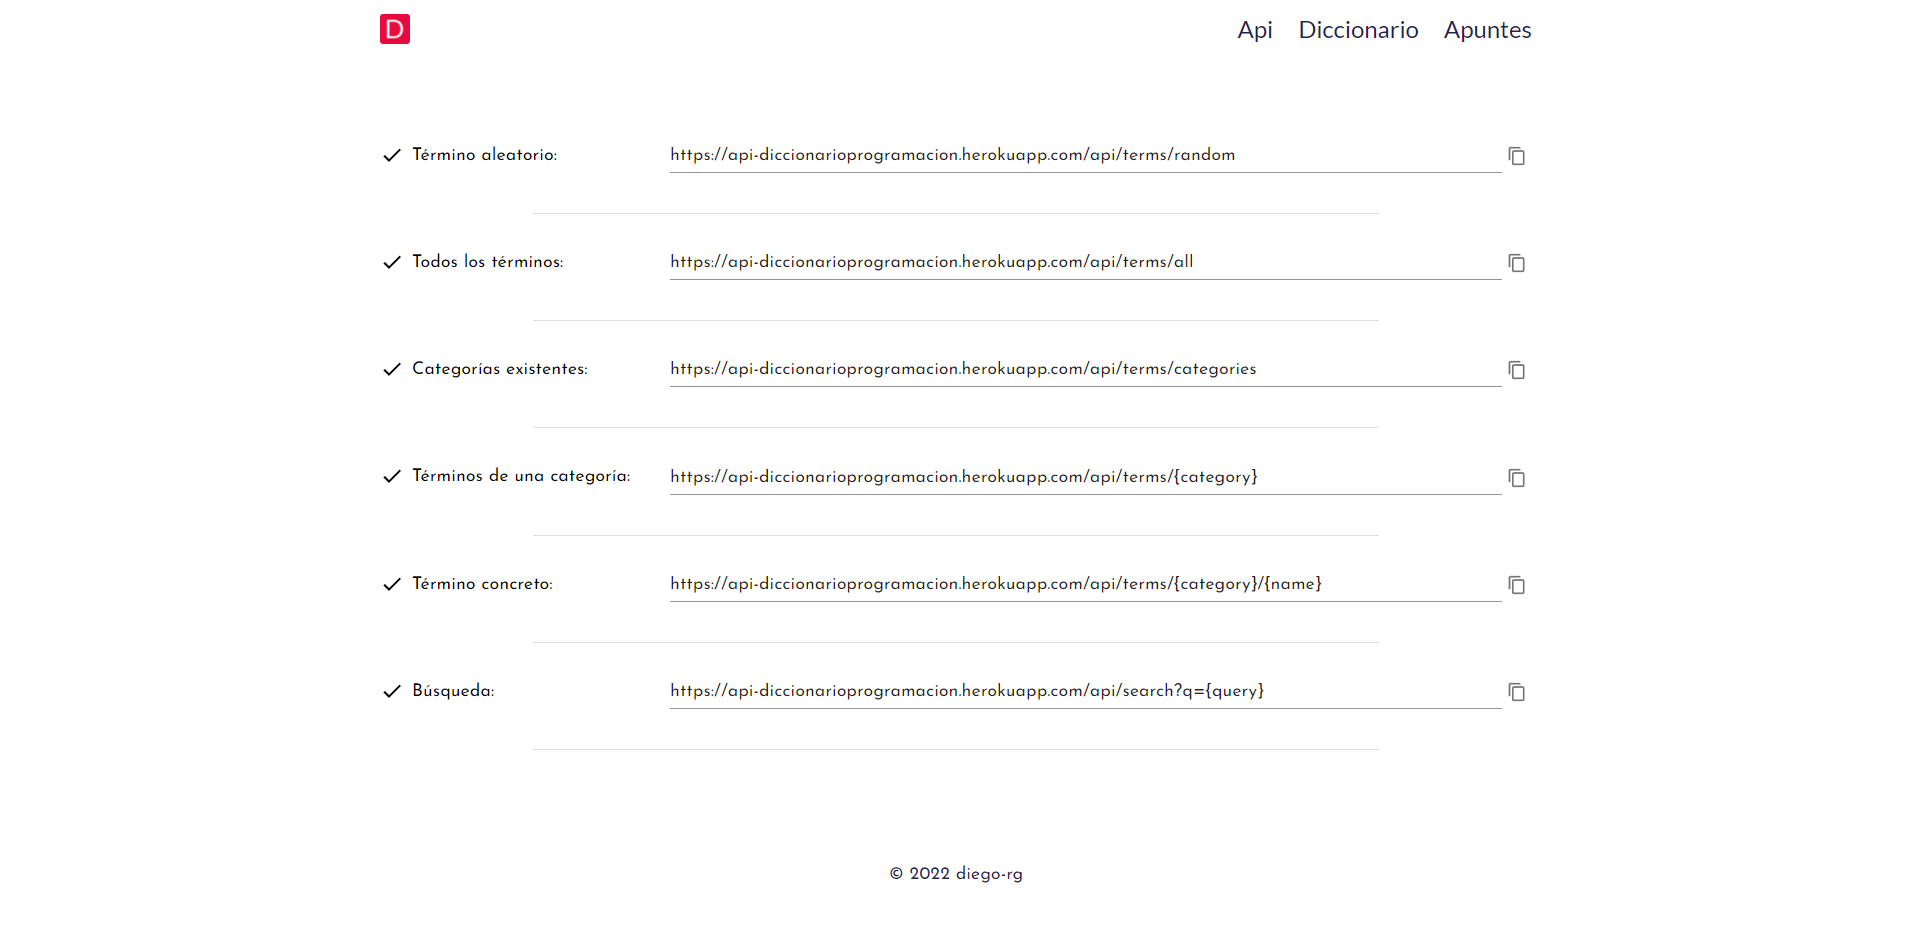 D Api Diccionario Apuntes
Término aleatorio: https://api-diccionarioprogramacion.herokuapp.com/api/terms/random
Todos los términos: https://api-diccionarioprogramacion.herokuapp.com/api/terms/all
Categorías existentes: https://api-diccionarioprogramacion.herokuapp.com/api/terms/categories
Términos de una categoría: https://api-diccionarioprogramacion.herokuapp.com/api/terms/{category}
Término concreto: https://api-diccionarioprogramacion.herokuapp.com/api/terms/{category}/{name}
Búsqueda: https://api-diccionarioprogramacion.herokuapp.com/api/search?q={query}
© 2022 diego-rg